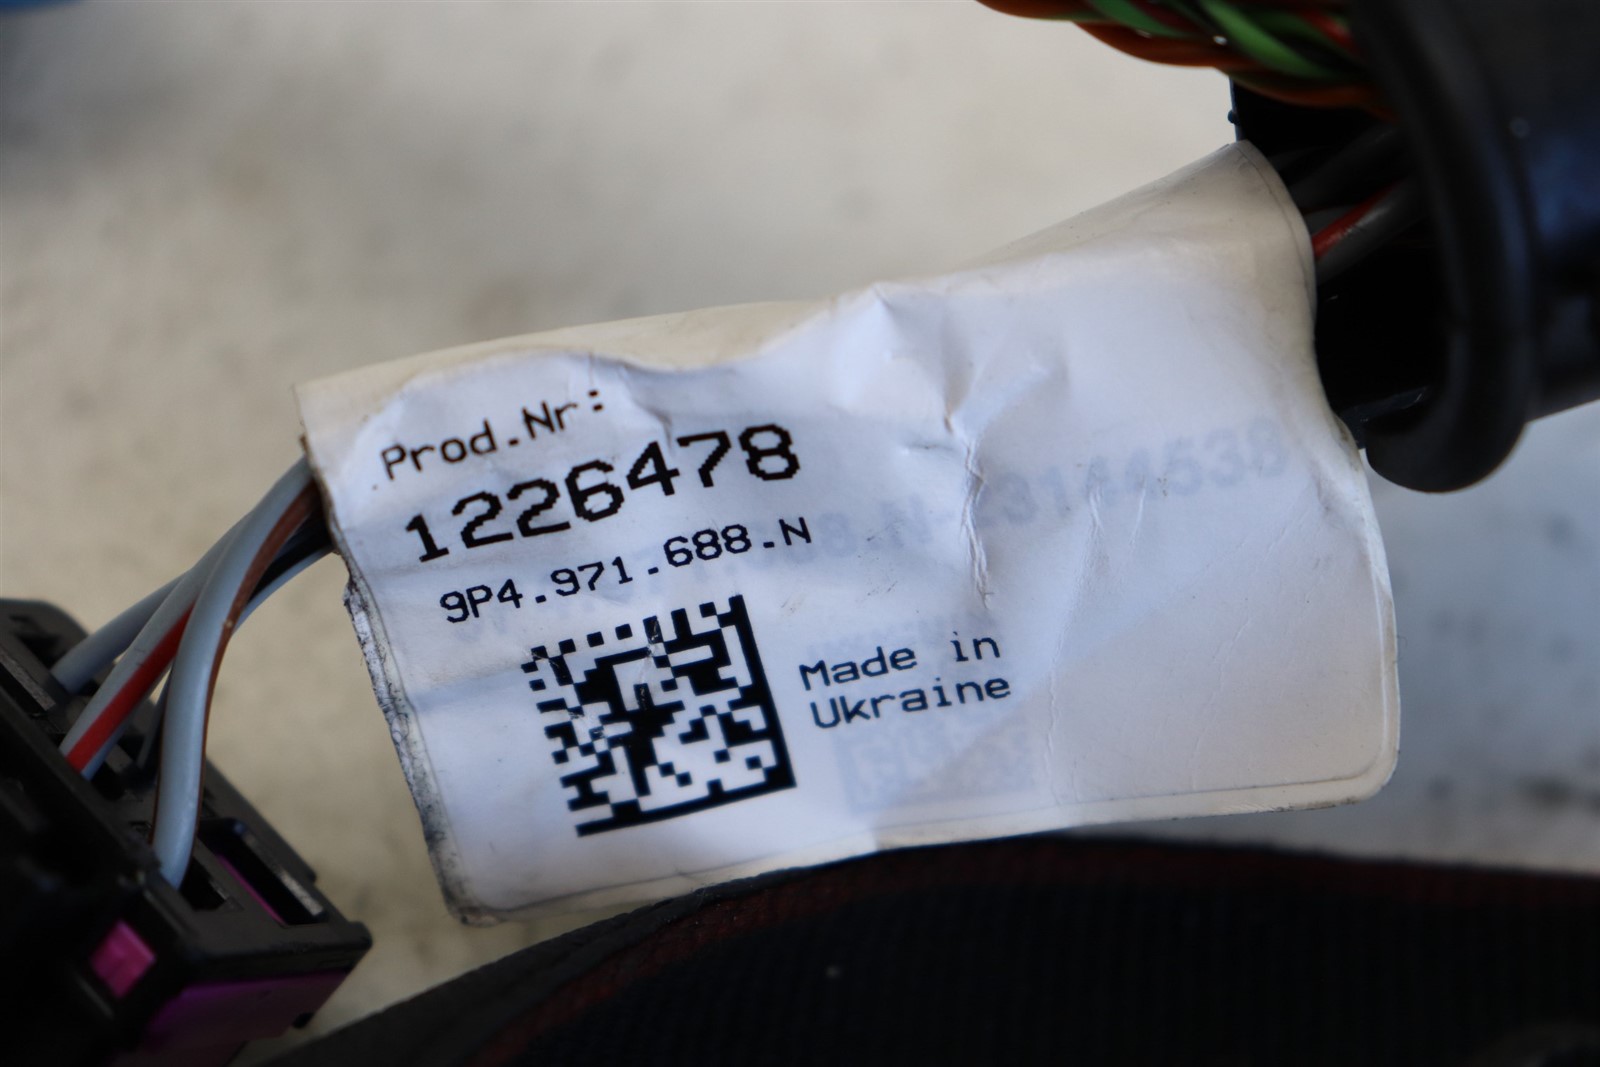 Prod.Nr:
1226478
9P4.971.688.N
Made in
Ukraine